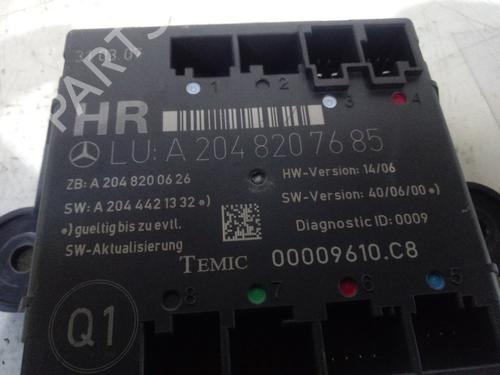 1 2 3 4
HR
LU: A 204 820 76 85
ZB: A 204 820 06 26
HW-Version: 14/06
SW: A 204 442 13 32 •)
SW-Version: 40/06/00 •)
•) gueltig bis zu evtl.
SW-Aktualisierung
Diagnostic ID: 0009
TEMIC 00009610.C8
Q1
8 7 6 5